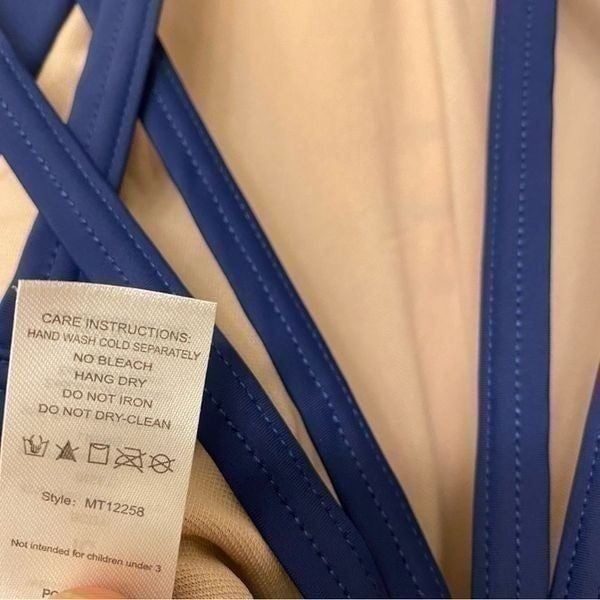 CARE INSTRUCTIONS:
HAND WASH COLD SEPARATELY
NO BLEACH
HANG DRY
DO NOT IRON
DO NOT DRY-CLEAN
Style: MT12258
Not intended for children under 3